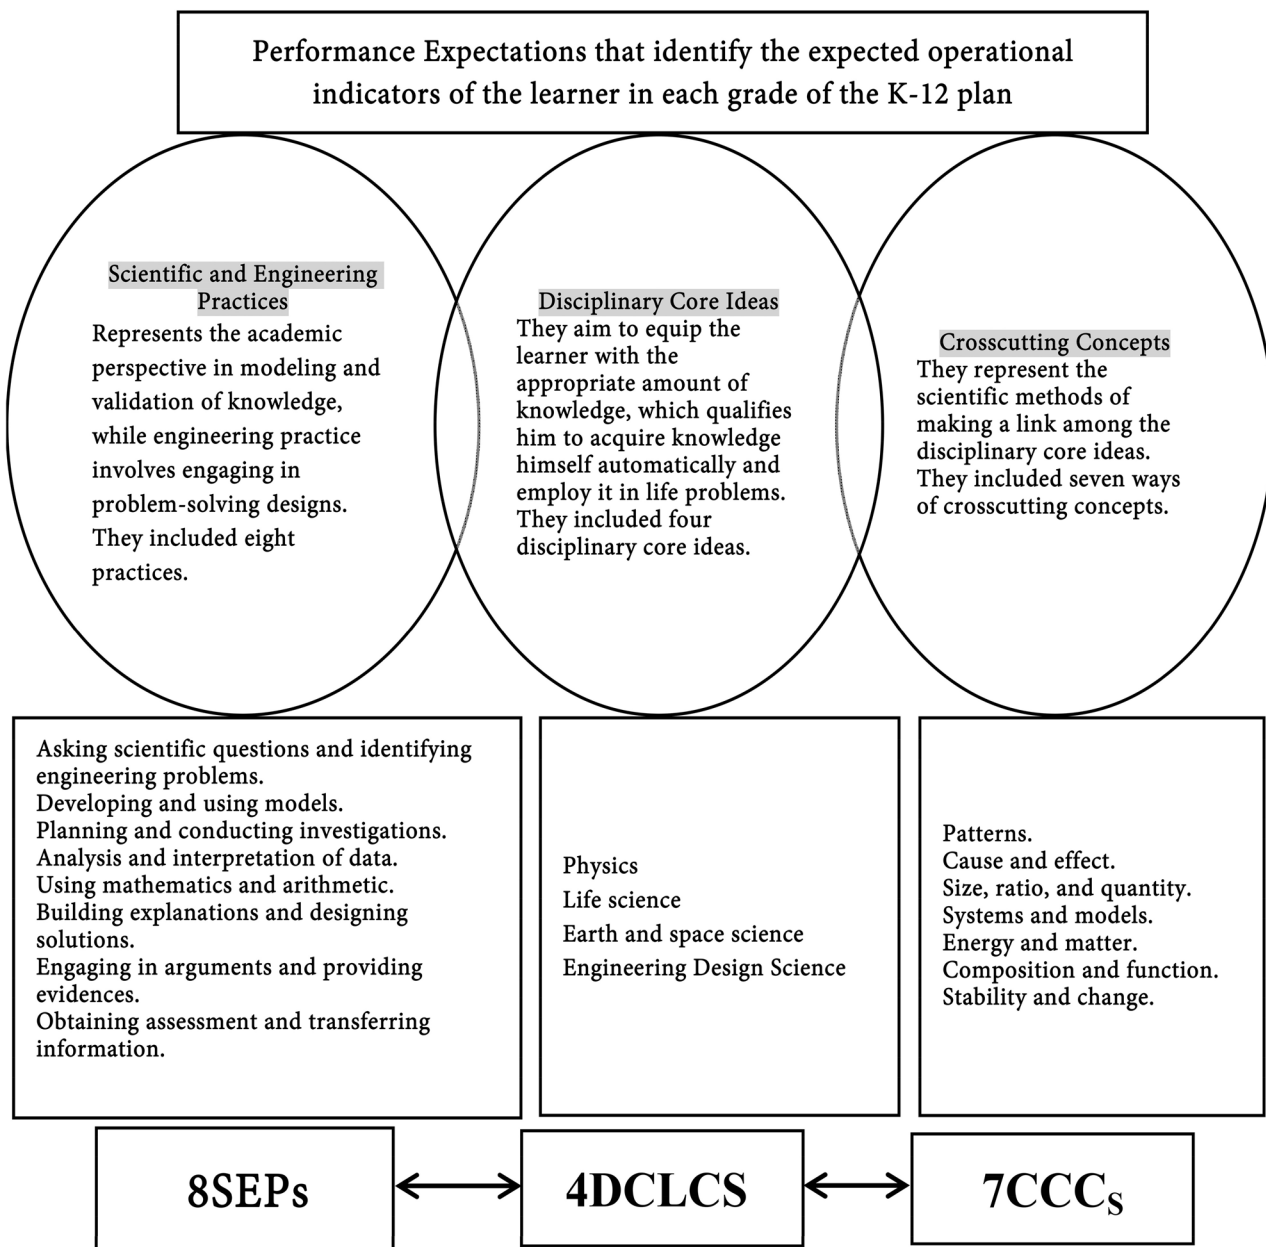 Performance Expectations that identify the expected operational
indicators of the learner in each grade of the K-12 plan
Scientific and Engineering
Practices
Represents the academic
perspective in modeling and
validation of knowledge,
while engineering practice
involves engaging in
problem-solving designs.
They included eight
practices.
Disciplinary Core Ideas
They aim to equip the
learner with the
appropriate amount of
knowledge, which qualifies
him to acquire knowledge
himself automatically and
employ it in life problems.
They included four
disciplinary core ideas.
Crosscutting Concepts
They represent the
scientific methods of
making a link among the
disciplinary core ideas.
They included seven ways
of crosscutting concepts.
Asking scientific questions and identifying
engineering problems.
Developing and using models.
Planning and conducting investigations.
Analysis and interpretation of data.
Using mathematics and arithmetic.
Building explanations and designing
solutions.
Engaging in arguments and providing
evidences.
Obtaining assessment and transferring
information.
Physics
Life science
Earth and space science
Engineering Design Science
Patterns.
Cause and effect.
Size, ratio, and quantity.
Systems and models.
Energy and matter.
Composition and function.
Stability and change.
8SEPs
4DCLCS
7CCCS